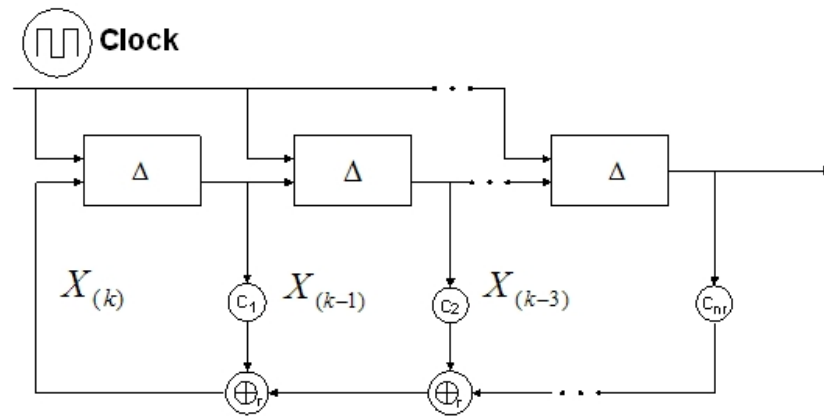 Clock
Δ Δ Δ
X(k) C1 X(k−1) C2 X(k−3) Cnr
⊕r ⊕r